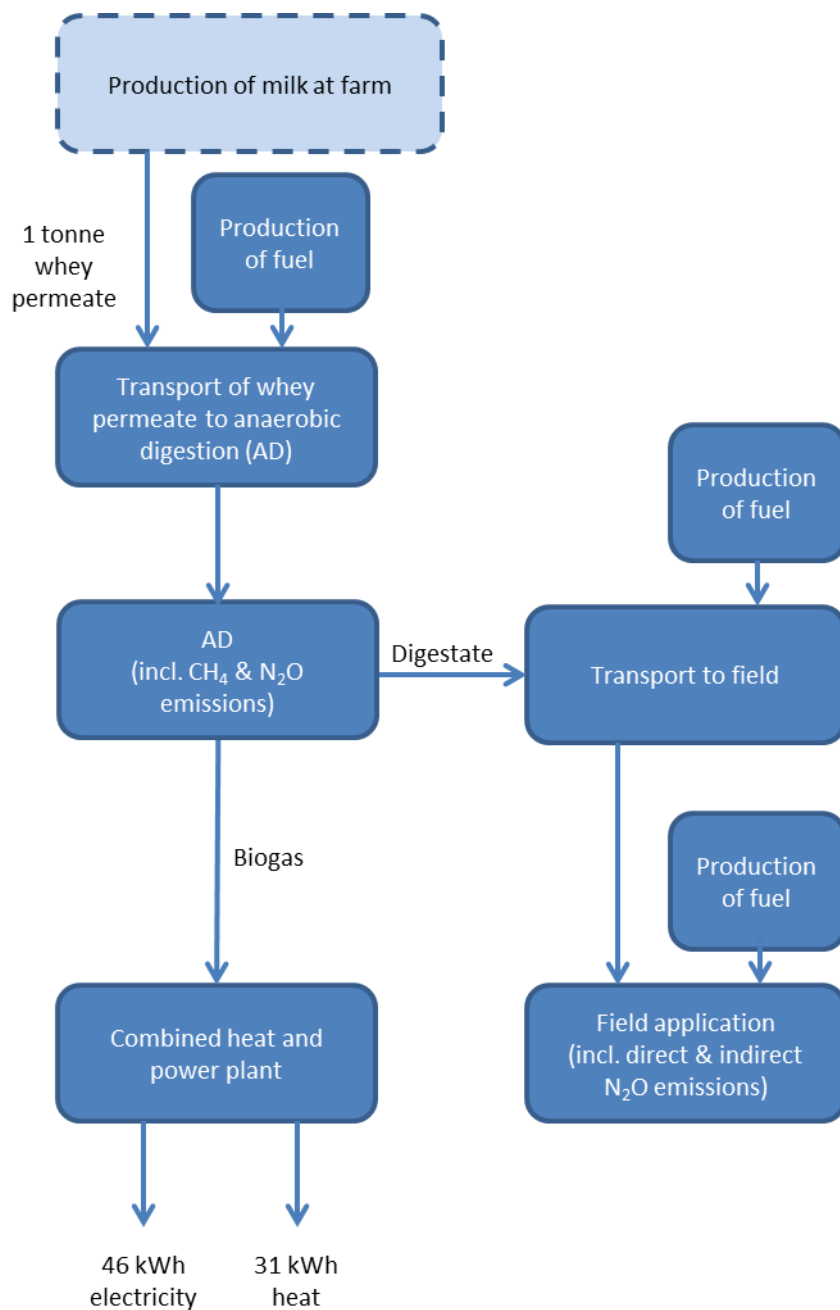 Production of milk at farm
1 tonne
whey
permeate
Production
of fuel
Transport of whey
permeate to anaerobic
digestion (AD)
Production
of fuel
AD
(incl. CH₄ & N₂O
emissions)
Digestate
Transport to field
Biogas
Production
of fuel
Combined heat and
power plant
Field application
(incl. direct & indirect
N₂O emissions)
46 kWh
electricity
31 kWh
heat